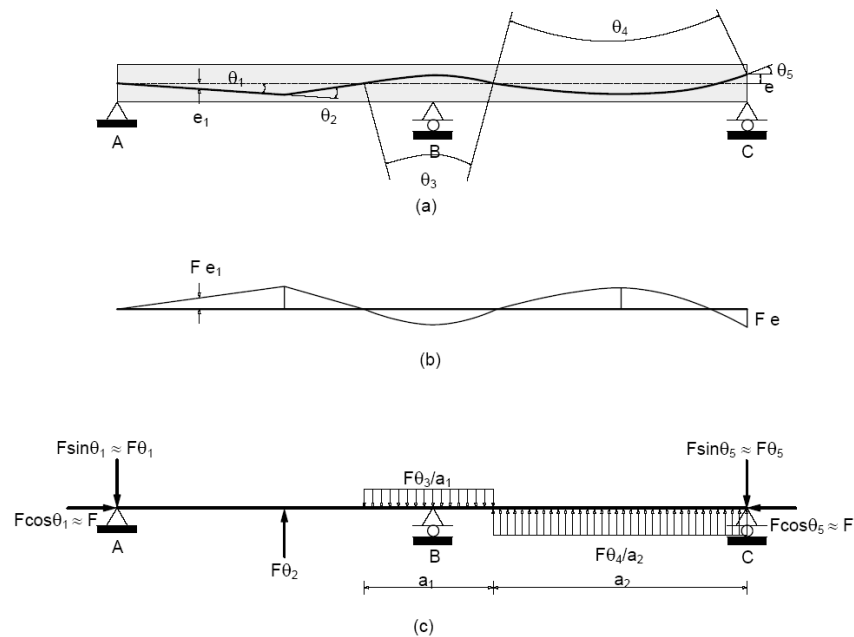 θ4
θ1
θ5
e
e1
θ2
A
B
C
θ3
(a)
F e1
F e
(b)
Fsinθ1 ≈ Fθ1
Fsinθ5 ≈ Fθ5
Fθ3/a1
Fcosθ1 ≈ F
Fcosθ5 ≈ F
A
B
C
Fθ2
Fθ4/a2
a1
a2
(c)